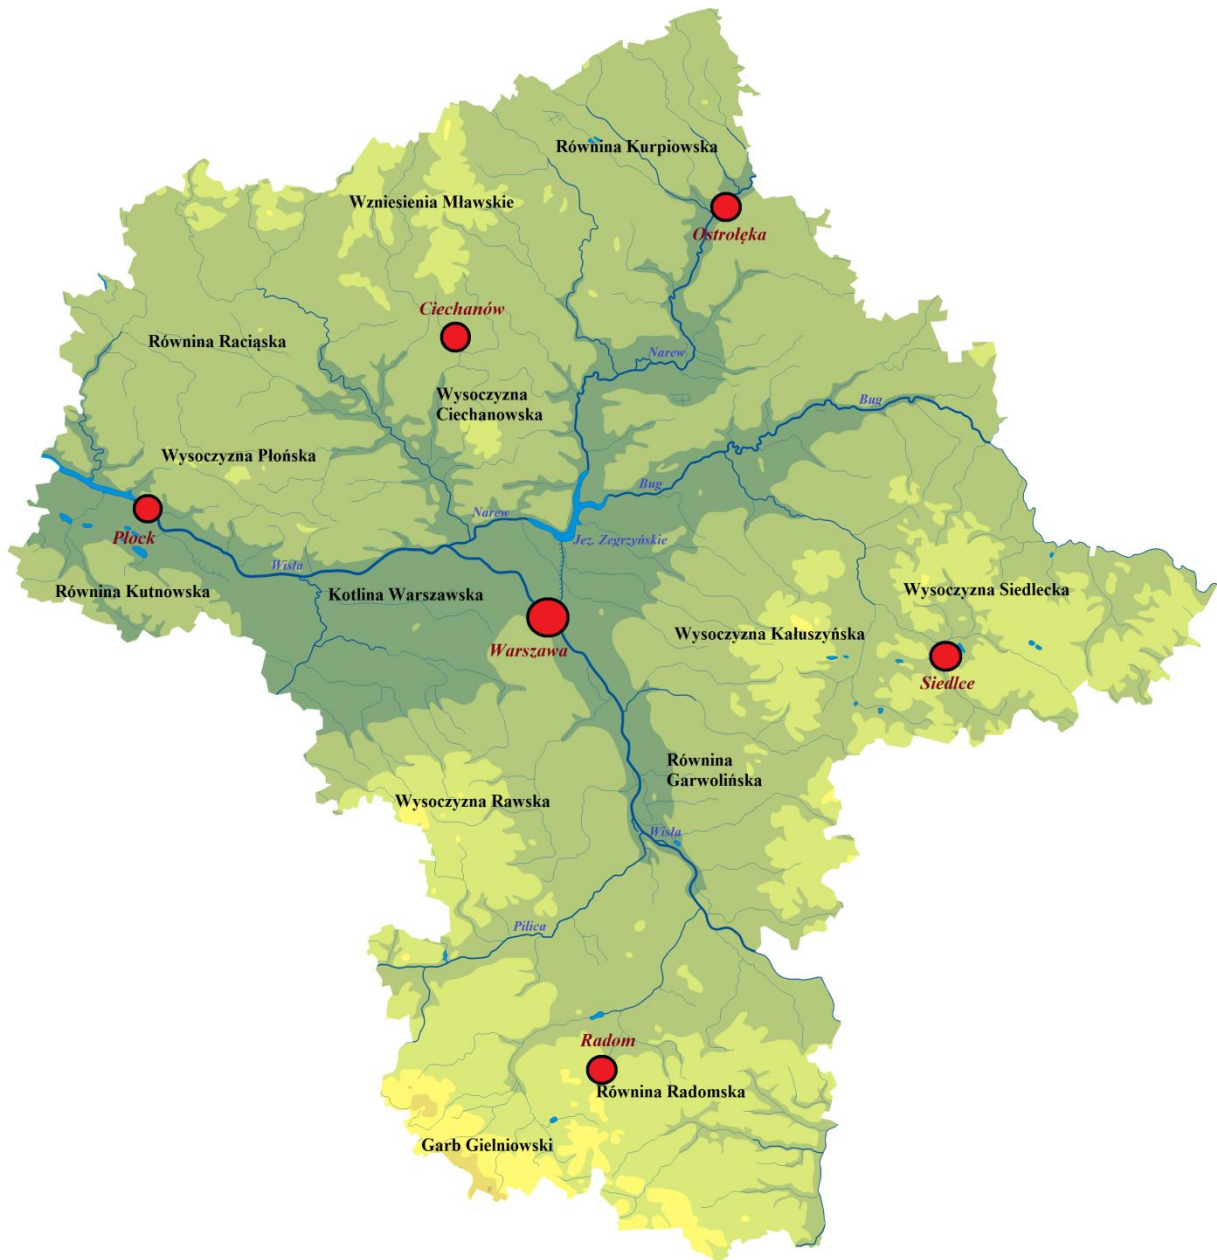 Równina Kurpiowska
Wzniesienia Mławskie
Ostrołęka
Ciechanów
Równina Raciąska
Narew
Wysoczyzna
Ciechanowska
Bug
Wysoczyzna Płońska
Bug
Narew
Płock
Jez. Zegrzyńskie
Wisła
Równina Kutnowska
Kotlina Warszawska
Wysoczyzna Siedlecka
Wysoczyzna Kałuszyńska
Warszawa
Siedlce
Równina
Garwolińska
Wysoczyzna Rawska
Wisła
Pilica
Radom
Równina Radomska
Garb Gielniowski